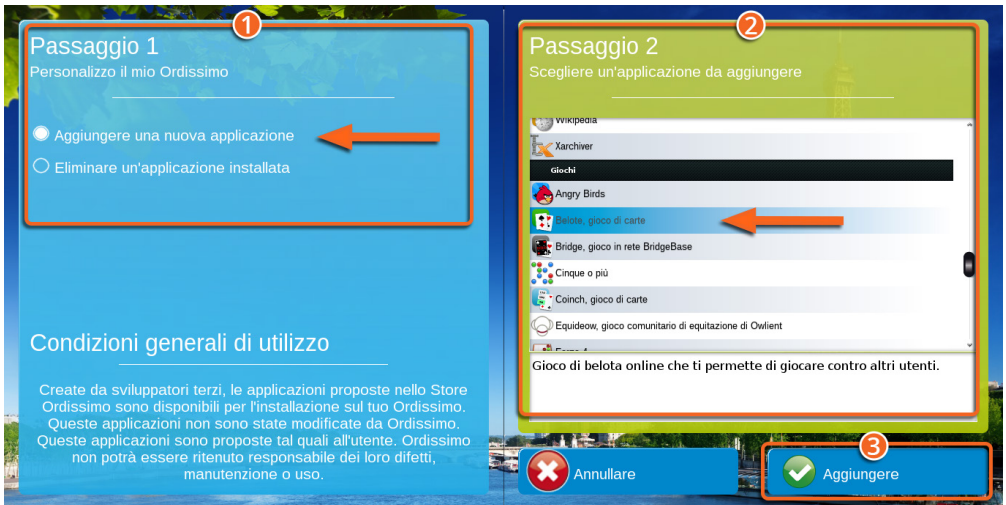 1
Passaggio 1
Personalizzo il mio Ordissimo
Aggiungere una nuova applicazione
Eliminare un'applicazione installata
Condizioni generali di utilizzo
Create da sviluppatori terzi, le applicazioni proposte nello Store
Ordissimo sono disponibili per l'installazione sul tuo Ordissimo.
Queste applicazioni non sono state modificate da Ordissimo.
Queste applicazioni sono proposte tal quali all'utente. Ordissimo
non potrà essere ritenuto responsabile dei loro difetti,
manutenzione o uso.
2
Passaggio 2
Scegliere un'applicazione da aggiungere
Wikipedia
Xarchiver
Giochi
Angry Birds
Belote, gioco di carte
Bridge, gioco in rete BridgeBase
Cinque o piú
Coinch, gioco di carte
Equideow, gioco comunitario di equitazione di Owlient
Gioco di belota online che ti permette di giocare contro altri utenti.
Annullare
3
Aggiungere